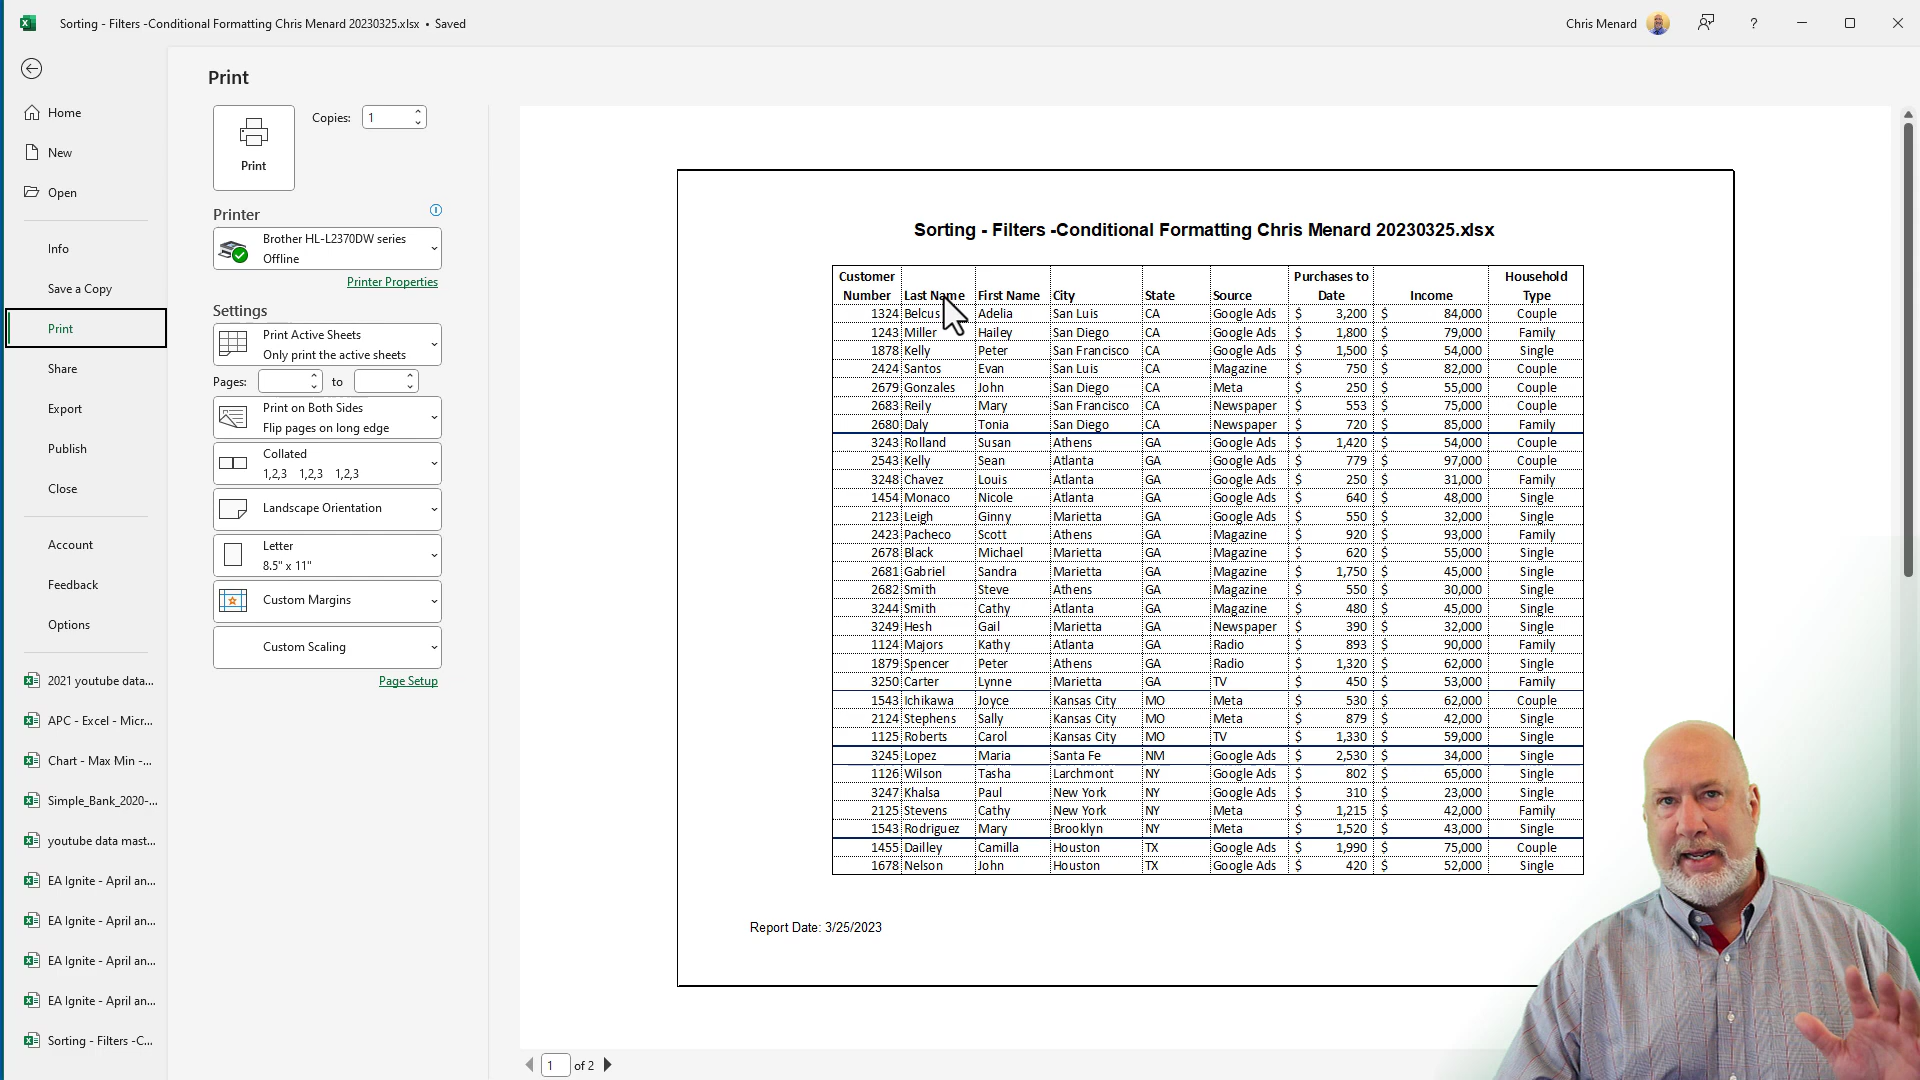 Sorting - Filters -Conditional Formatting Chris Menard 20230325.xlsx • Saved
Chris Menard
?
Home
New
Open
Info
Save a Copy
Print
Share
Export
Publish
Close
Account
Feedback
Options
2021 youtube data...
APC - Excel - Micr...
Chart - Max Min -...
Simple_Bank_2020-...
youtube data mast...
EA Ignite - April an...
EA Ignite - April an...
EA Ignite - April an...
EA Ignite - April an...
Sorting - Filters -C...
Print
Print
Copies: 1
Printer
Brother HL-L2370DW series
Offline
Printer Properties
Settings
Print Active Sheets
Only print the active sheets
Pages: to
Print on Both Sides
Flip pages on long edge
Collated
1,2,3 1,2,3 1,2,3
Landscape Orientation
Letter
8.5" x 11"
Custom Margins
Custom Scaling
Page Setup
Sorting - Filters -Conditional Formatting Chris Menard 20230325.xlsx
Customer Purchases to Household
Number Last Name First Name City State Source Date Income Type
1324 Belcus Adelia San Luis CA Google Ads $ 3,200 $ 84,000 Couple
1243 Miller Hailey San Diego CA Google Ads $ 1,800 $ 79,000 Family
1878 Kelly Peter San Francisco CA Google Ads $ 1,500 $ 54,000 Single
2424 Santos Evan San Luis CA Magazine $ 750 $ 82,000 Couple
2679 Gonzales John San Diego CA Meta $ 250 $ 55,000 Couple
2683 Reily Mary San Francisco CA Newspaper $ 553 $ 75,000 Couple
2680 Daly Tonia San Diego CA Newspaper $ 720 $ 85,000 Family
3243 Rolland Susan Athens GA Google Ads $ 1,420 $ 54,000 Couple
2543 Kelly Sean Atlanta GA Google Ads $ 779 $ 97,000 Couple
3248 Chavez Louis Atlanta GA Google Ads $ 250 $ 31,000 Family
1454 Monaco Nicole Atlanta GA Google Ads $ 640 $ 48,000 Single
2123 Leigh Ginny Marietta GA Google Ads $ 550 $ 32,000 Single
2423 Pacheco Scott Athens GA Magazine $ 920 $ 93,000 Family
2678 Black Michael Marietta GA Magazine $ 620 $ 55,000 Single
2681 Gabriel Sandra Marietta GA Magazine $ 1,750 $ 45,000 Single
2682 Smith Steve Athens GA Magazine $ 550 $ 30,000 Single
3244 Smith Cathy Atlanta GA Magazine $ 480 $ 45,000 Single
3249 Hesh Gail Marietta GA Newspaper $ 390 $ 32,000 Single
1124 Majors Kathy Atlanta GA Radio $ 893 $ 90,000 Family
1879 Spencer Peter Athens GA Radio $ 1,320 $ 62,000 Single
3250 Carter Lynne Marietta GA TV $ 450 $ 53,000 Family
1543 Ichikawa Joyce Kansas City MO Meta $ 530 $ 62,000 Couple
2124 Stephens Sally Kansas City MO Meta $ 879 $ 42,000 Single
1125 Roberts Carol Kansas City MO TV $ 1,330 $ 59,000 Single
3245 Lopez Maria Santa Fe NM Google Ads $ 2,530 $ 34,000 Single
1126 Wilson Tasha Larchmont NY Google Ads $ 802 $ 65,000 Single
3247 Khalsa Paul New York NY Google Ads $ 310 $ 23,000 Single
2125 Stevens Cathy New York NY Meta $ 1,215 $ 42,000 Family
1543 Rodriguez Mary Brooklyn NY Meta $ 1,520 $ 43,000 Single
1455 Dailley Camilla Houston TX Google Ads $ 1,990 $ 75,000 Couple
1678 Nelson John Houston TX Google Ads $ 420 $ 52,000 Single
Report Date: 3/25/2023
1 of 2